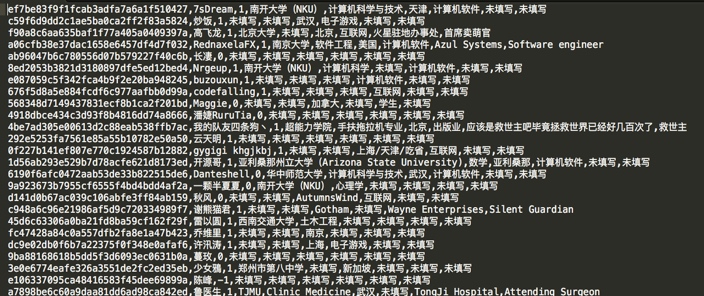 ef7be83f9f1fcab3adfa7a6a1f510427,7sDream,1,南开大学（NKU）,计算机科学与技术,天津,计算机软件,未填写,未填写
c59f6d9dd2c1ae5ba0ca2ff2f83a5824,炒饭,1,未填写,未填写,武汉,电子游戏,未填写,未填写
f90a8c6aa635baf1f77a405a0409397a,高飞龙,1,北京大学,未填写,北京,互联网,火星驻地办事处,首席卖萌官
a06cfb38e37dac1658e6457df4d7f032,RednaxelaFX,1,南京大学,软件工程,美国,计算机软件,Azul Systems,Software engineer
ab96047b6c780556d07b579227f40c6b,长凄,0,未填写,未填写,未填写,未填写,未填写,未填写
8ed2053b3821d3180897dfe5ed12bed4,Nrgeup,1,南开大学（NKU）,计算机科学,未填写,计算机软件,未填写,未填写
e087059c5f342fca4b9f2e20ba948245,buzouxun,1,未填写,未填写,未填写,计算机软件,未填写,未填写
676f5d8a5e884fcdf6c977aafbb0d99a,codefalling,1,未填写,未填写,未填写,互联网,未填写,未填写
568348d7149437831ecf8b1ca2f201bd,Maggie,0,未填写,未填写,加拿大,未填写,学生,未填写
4918dbce434c3d93f8b4816dd74a8666,潘婕RuruTia,0,未填写,未填写,未填写,未填写,未填写,未填写
4be7ad305e00613d2c88eab538ffb7ac,我的队友四条狗丶,1,超能力学院,手扶拖拉机专业,北京,出版业,应该是救世主吧毕竟拯救世界已经好几百次了,救世主
292e5253fa7561e85a55b10782e50a50,云天明,1,未填写,未填写,未填写,未填写,未填写,未填写
0f227b141ef807e770c1924587b12882,gygigi khgjkbj,1,未填写,未填写,上海/天津/吃省,互联网,未填写,未填写
1d56ab293e529b7d78acfe621d8173ed,开源哥,1,亚利桑那州立大学（Arizona State University),数学,亚利桑那,计算机软件,未填写,未填写
6190f6afc0472aab53de33b822515de6,Danteshell,0,华中师范大学,计算机科学与技术,武汉,计算机软件,未填写,未填写
9a923673b7955cf6555f4bd4bdd4af2a,一颗半夏夏,0,南开大学（NKU）,心理学,未填写,未填写,未填写,未填写
d141d0b67ac039c106abfe3ff84ab159,秋风,0,未填写,未填写,AutumnsWind,互联网,未填写,未填写
c948a6c96e21986af5d9c720334989f7,谢熊猫君,1,未填写,未填写,Gotham,未填写,Wayne Enterprises,Silent Guardian
45d6c63306a0ba21fd8ba59cf162f29f,雷以圆,1,西南交通大学,土木工程,未填写,未填写,未填写,未填写
fc47428a84c0a557dfb2fa8e1a47b423,乔维里,1,未填写,未填写,南京,未填写,未填写,未填写
dc9e02db0f6b7a22375f0f348e0afaf6,许汛涛,1,未填写,未填写,上海,电子游戏,未填写,未填写
9ba88168618b5dd5f3d6093ec0631b0a,蔓玫,0,未填写,未填写,未填写,未填写,未填写,未填写
3e0e6774eafe326a3551de2fc2ed35eb,少女鴉,1,郑州市第八中学,未填写,新加坡,未填写,未填写,未填写
e106337095ca48416583f45dee69899a,陈峰,-1,未填写,未填写,未填写,未填写,未填写,未填写
a7898be6c60a9daa81dd6ad98ca842ed,鲁医生,1,TJMU,Clinic Medicine,武汉,未填写,TongJi Hospital,Attending Surgeon